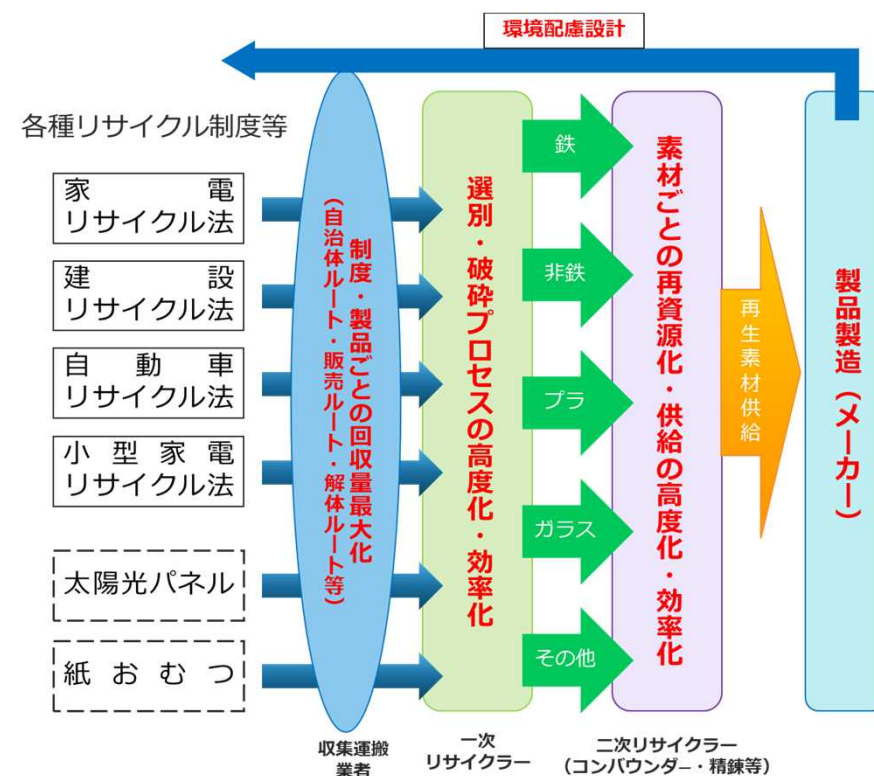 環境配慮設計
各種リサイクル制度等
家電
リサイクル法
建設
リサイクル法
自動車
リサイクル法
小型家電
リサイクル法
太陽光パネル
紙おむつ
制度・製品ごとの回収量最大化
(自治体ルート・販売ルート・解体ルート等)
選別・破砕プロセスの高度化・効率化
鉄
非鉄
プラ
ガラス
その他
素材ごとの再資源化・供給の高度化・効率化
再生素材供給
製品製造(メーカー)
収集運搬
業者
一次
リサイクラー
二次リサイクラー
(コンパウンダ―・精錬等)